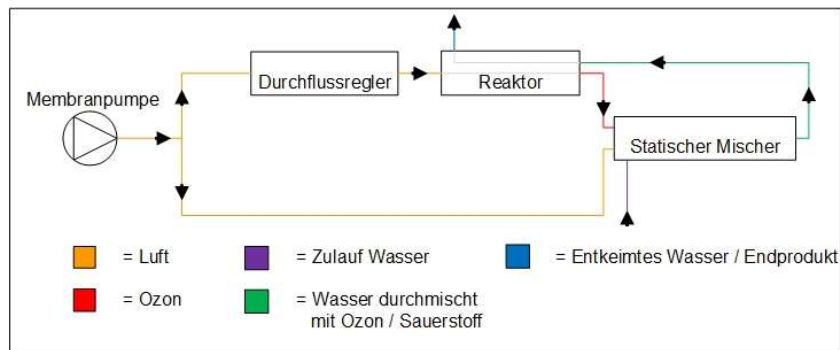 Membranpumpe
Durchflussregler
Reaktor
Statischer Mischer
= Luft
= Zulauf Wasser
= Entkeimtes Wasser / Endprodukt
= Ozon
= Wasser durchmischt
mit Ozon / Sauerstoff